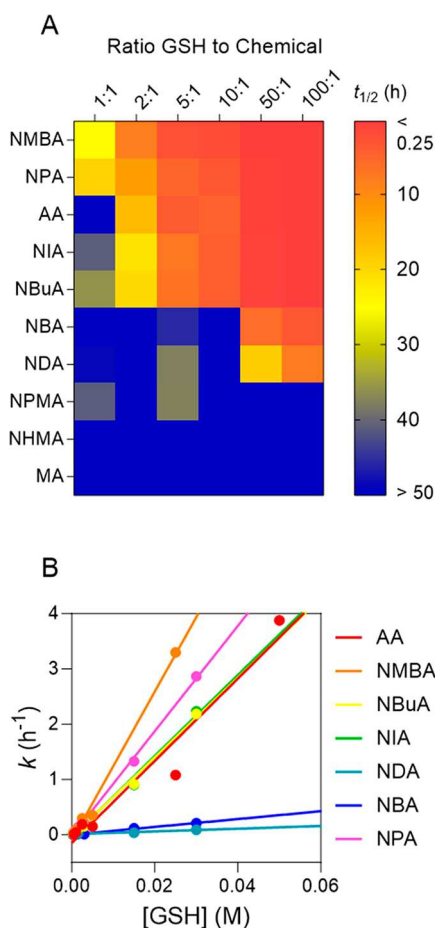 A
Ratio GSH to Chemical
1:1 2:1 5:1 10:1 50:1 100:1
t1/2 (h)
NMBA
NPA
AA
NIA
NBuA
NBA
NDA
NPMA
NHMA
MA
<
0.25
10
20
30
40
> 50
B
k (h-1)
4
3
2
1
0
0.00 0.02 0.04 0.06
[GSH] (M)
AA
NMBA
NBuA
NIA
NDA
NBA
NPA